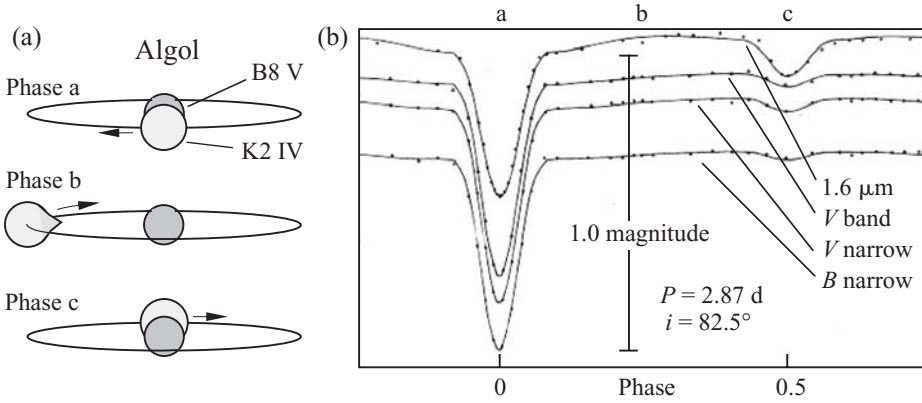 (a)
Algol
B8 V
Phase a
K2 IV
Phase b
Phase c
(b)
a b c
1.6 μm
V band
V narrow
B narrow
1.0 magnitude
P = 2.87 d
i = 82.5°
0 Phase 0.5